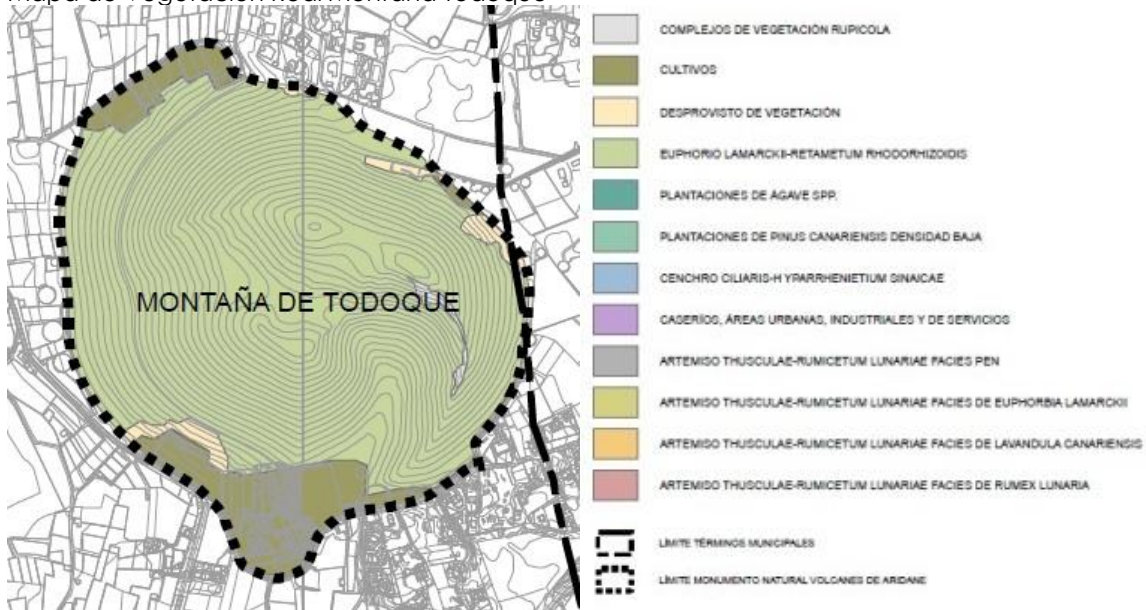 Mapa de vegetación real montaña Todoque
MONTAÑA DE TODOQUE
COMPLEJOS DE VEGETACIÓN RUPICOLA
CULTIVOS
DESPROVISTO DE VEGETACIÓN
EUPHORIO LAMARCKII-RETAMETUM RHODORHIZOIDIS
PLANTACIONES DE AGAVE SPP.
PLANTACIONES DE PINUS CANARIENSIS DENSIDAD BAJA
CENCHRO CILIARIS-H YPARRHENIETIUM SINAICAE
CASERÍOS, ÁREAS URBANAS, INDUSTRIALES Y DE SERVICIOS
ARTEMISO THUSCULAE-RUMICETUM LUNARIAE FACIES PEN
ARTEMISO THUSCULAE-RUMICETUM LUNARIAE FACIES DE EUPHORBIA LAMARCKII
ARTEMISO THUSCULAE-RUMICETUM LUNARIAE FACIES DE LAVANDULA CANARIENSIS
ARTEMISO THUSCULAE-RUMICETUM LUNARIAE FACIES DE RUMEX LUNARIA
LÍMITE TÉRMINOS MUNICIPALES
LÍMITE MONUMENTO NATURAL VOLCANES DE ARIDANE